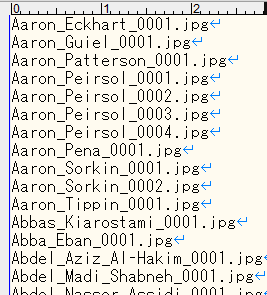 0 1 2
Aaron_Eckhart_0001.jpg↵
Aaron_Guiel_0001.jpg↵
Aaron_Patterson_0001.jpg↵
Aaron_Peirsol_0001.jpg↵
Aaron_Peirsol_0002.jpg↵
Aaron_Peirsol_0003.jpg↵
Aaron_Peirsol_0004.jpg↵
Aaron_Pena_0001.jpg↵
Aaron_Sorkin_0001.jpg↵
Aaron_Sorkin_0002.jpg↵
Aaron_Tippin_0001.jpg↵
Abbas_Kiarostami_0001.jpg↵
Abba_Eban_0001.jpg↵
Abdel_Aziz_Al-Hakim_0001.jpg↵
Abdel_Madi_Shabneh_0001.jpg↵
Abdel_Nasser_Assidi_0001.jpg↵